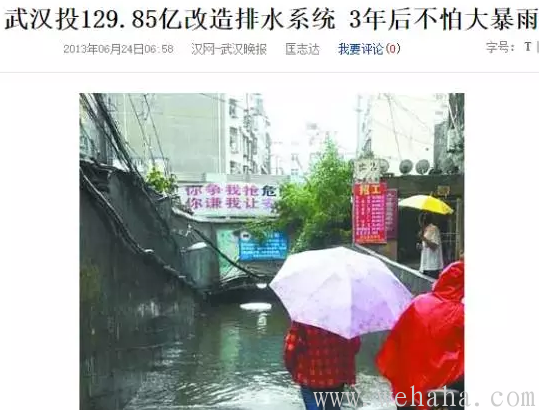 武汉投129.85亿改造排水系统 3年后不怕大暴雨
2013年06月24日06:58 汉网-武汉晚报 匡志达 我要评论(0) 字号: T
你争我抢危
你谦我让安
招工
www.wehaha.com